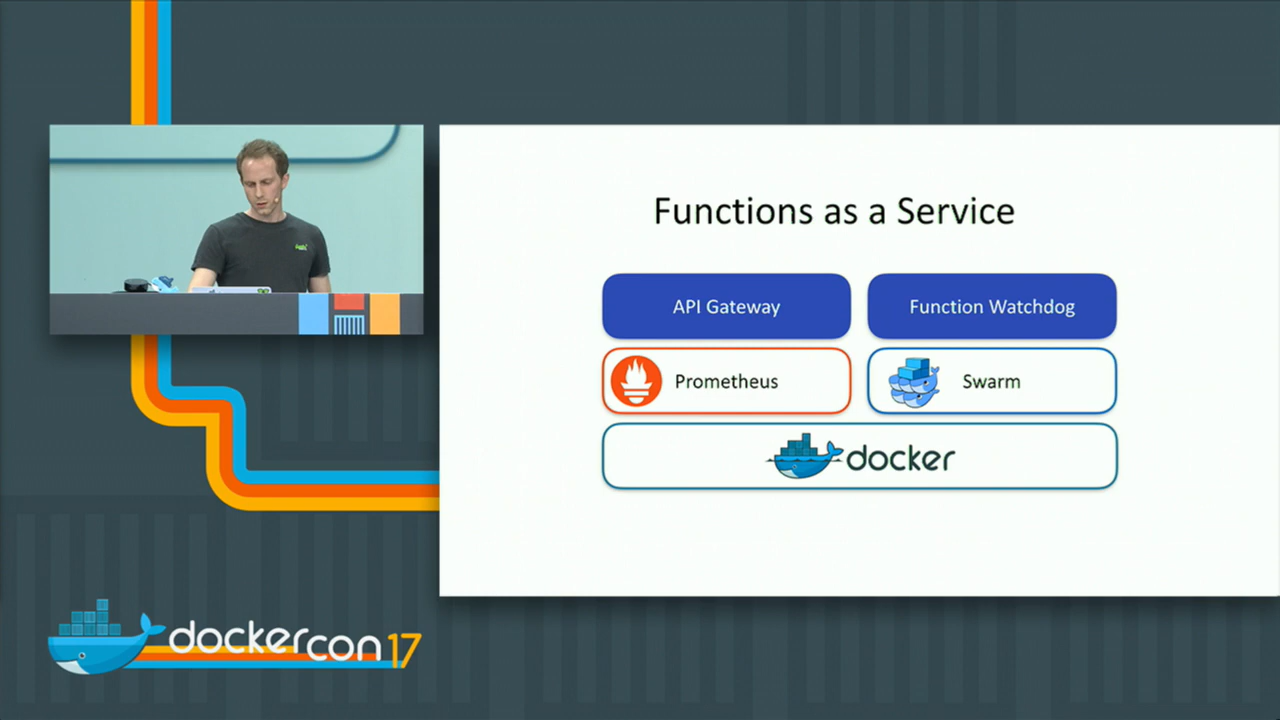 Functions as a Service
API Gateway
Function Watchdog
Prometheus
Swarm
docker
dockercon17